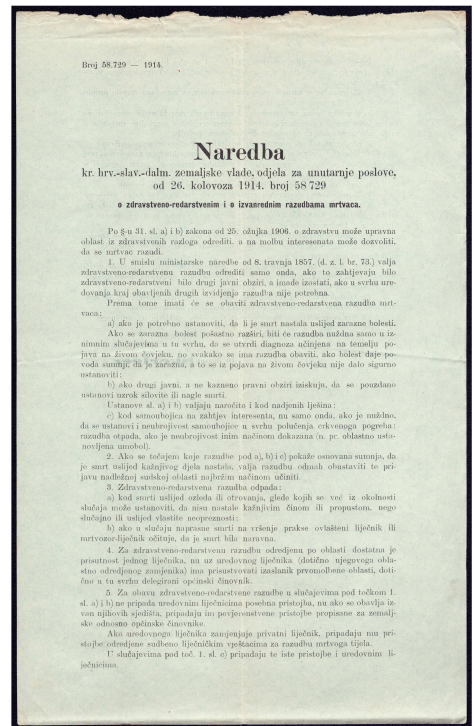 Broj 58.729 — 1914.
Naredba
kr. hrv.-slav.-dalm. zemaljske vlade, odjela za unutarnje poslove,
od 26. kolovoza 1914. broj 58 729
o zdravstveno-redarstvenim i o izvanrednim razudbama mrtvaca.
Po §-u 31. sl. a) i b) zakona od 25. ožujka 1906. o zdravstvu može upravna
oblast iz zdravstvenih razloga odrediti, a na molbu interesenata može dozvoliti,
da se mrtvac razudi.
1. U smislu ministarske naredbe od 8. travnja 1857. (d. z. l. br. 73.) valja
zdravstveno-redarstvenu razudbu odrediti samo onda, ako to zahtjevaju bilo
zdravstveno-redarstveni bilo drugi javni obziri, a imade izostati, ako u svrhu ure-
dovanja kraj obavljenih drugih izvidjenja razudba nije potrebna.
Prema tome imati će se obaviti zdravstveno-redarstvena razudba mrt-
vaca:
a) ako je potrebno ustanoviti, da li je smrt nastala uslijed zarazne bolesti.
Ako se zarazna bolest pošastno raširi, biti će razudba nuždna samo u iz-
nimnim slučajevima u tu svrhu, da se utvrdi diagnoza učinjena na temelju po-
java na živom čovjeku, no svakako se ima razudba obaviti, ako bolest daje po-
voda sumnji, da je zarazna, a to se iz pojava na živom čovjeku nije dalo sigurno
ustanoviti;
b) ako drugi javni, a ne kazneno pravni obziri iziskuju, da se pouzdano
ustanovi uzrok silovite ili nagle smrti.
Ustanove sl. a) i b) valjaju naročito i kod nadjenih lješina;
c) kod samoubojica na zahtjev interesenta, nu samo onda, ako je nuždno,
da se ustanovi i neubrojivost samoubojice u svrhu polučenja crkvenoga pogreba;
razudba otpada, ako je neubrojivost inim načinom dokazana (n. pr. oblastno usta-
novljena umobol).
2. Ako se tečajem koje razudbe pod a), b) i c) pokaže osnovana sumnja, da
je smrt uslijed kažnjivog djela nastala, valja razudbu odmah obustaviti te pri-
javu nadležnoj sudskoj oblasti najbržim načinom učiniti.
3. Zdravstveno-redarstvena razudba otpada:
a) kod smrti uslijed ozleda ili otrovanja, glede kojih se već iz okolnosti
slučaja može ustanoviti, da nisu nastale kažnjivim činom ili propustom, nego
slučajno ili uslijed vlastite neopreznosti;
b) ako u slučaju naprasne smrti na vršenje prakse ovlašteni liječnik ili
mrtvozor-liječnik očituje, da je smrt bila naravna.
4. Za zdravstveno-redarstvenu razudbu odredjenu po oblasti dostatna je
prisutnost jednog liječnika, nu uz uredovnog liječnika (dotično njegovoga obla-
stno odredjenog zamjenika) ima prisustvovati izaslanik prvomolbene oblasti, doti-
čno u tu svrhu delegirani općinski činovnik.
5. Za obavu zdravstveno-redarstvene razudbe u slučajevima pod točkom 1.
sl. a) i b) ne pripada uredovnim liječnicima posebna pristojba, nu ako se obavlja iz-
van njihovih sjedišta, pripadaju im povjerenstvene pristojbe propisane za zemalj-
ske odnosno općinske činovnike.
Ako uredovnoga liječnika zamjenjuje privatni liječnik, pripadaju mu pri-
stojbe odredjene sudbeno liječničkim vještacima za razudbu mrtvoga tijela.
U slučajevima pod toč. 1. sl. c) pripadaju te iste pristojbe i uredovnim li-
ječnicima.